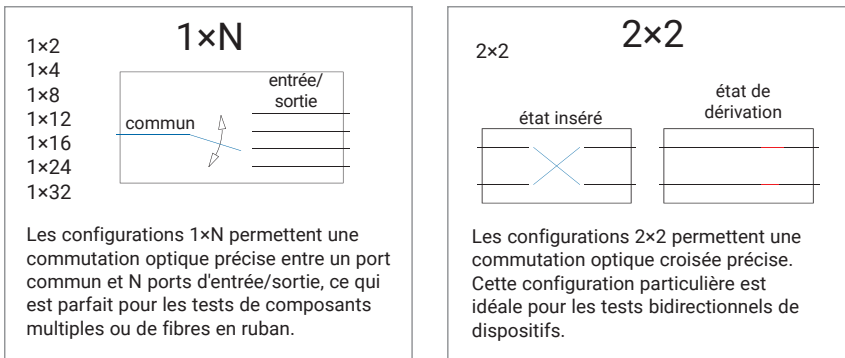 1×N
1×2
1×4
1×8
1×12
1×16
1×24
1×32
entrée/
sortie
commun
Les configurations 1×N permettent une
commutation optique précise entre un port
commun et N ports d'entrée/sortie, ce qui
est parfait pour les tests de composants
multiples ou de fibres en ruban.
2×2
2×2
état inséré
état de
dérivation
Les configurations 2×2 permettent une
commutation optique croisée précise.
Cette configuration particulière est
idéale pour les tests bidirectionnels de
dispositifs.